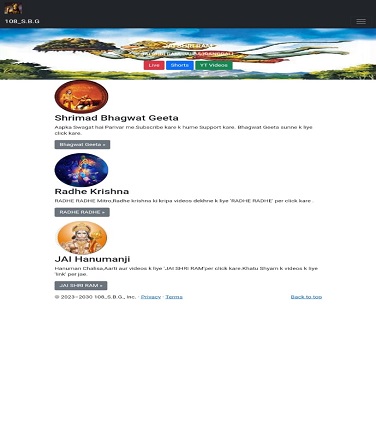 108_S.B.G
JAI SHRI RAM
Live
Shorts
YT Videos
Shrimad Bhagwat Geeta
Aapka Swagat hai Parivar me.Subscribe kare k hume Support kare. Bhagwat Geeta sunne k liye
click kare.
Bhagwat Geeta »
Radhe Krishna
RADHE RADHE Mitro,Radhe krishna ki kripa videos dekhne k liye 'RADHE RADHE' per click kare .
RADHE RADHE »
JAI Hanumanji
Hanuman Chalisa,Aarti aur videos k liye 'JAI SHRI RAM'per click kare.Khatu Shyam k videos k liye
'link' per jae.
JAI SHRI RAM »
© 2023–2030 108_S.B.G., Inc. · Privacy · Terms
Back to top